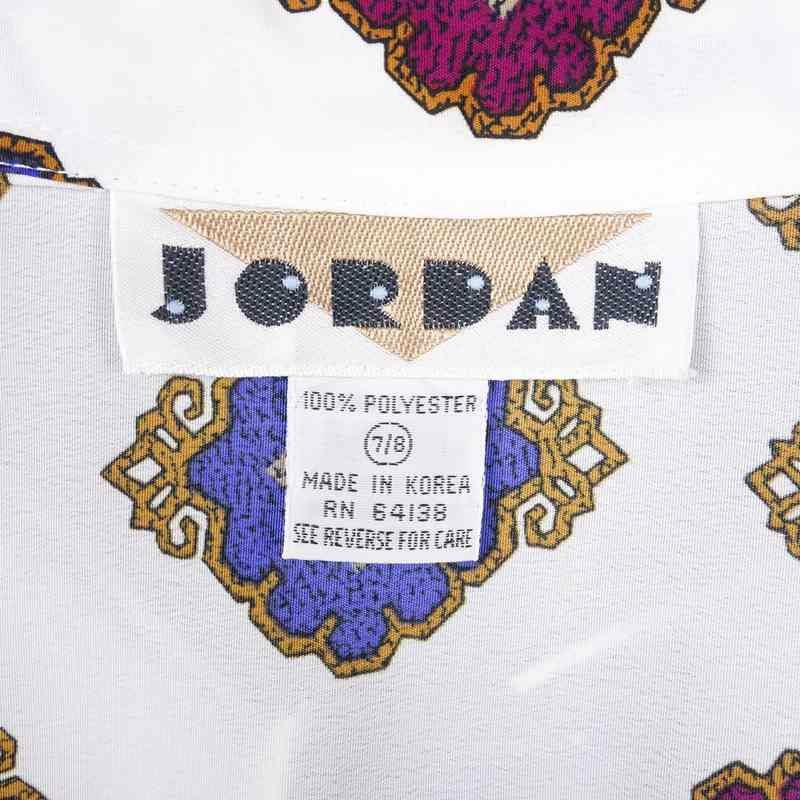 JORDAN
100% POLYESTER
7/8
MADE IN KOREA
RN 64138
SEE REVERSE FOR CARE